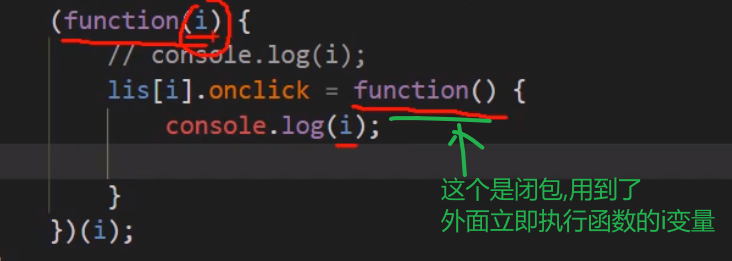 (function(i) {
// console.log(i);
lis[i].onclick = function() {
console.log(i);
}
})(i);
这个是闭包,用到了
外面立即执行函数的i变量